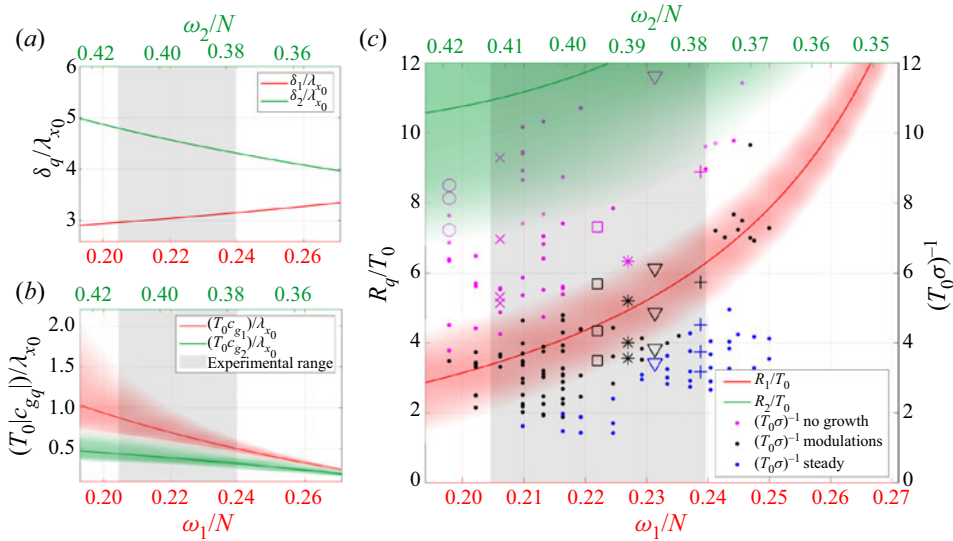 (a)
ω2/N
0.42 0.40 0.38 0.36
6
5
4
3
δq/λx0
δ1/λx0
δ2/λx0
0.20 0.22 0.24 0.26
(b)
0.42 0.40 0.38 0.36
2.0
1.5
1.0
0.5
(T0|cgq|)/λx0
(T0cg1)/λx0
(T0cg2)/λx0
Experimental range
0.20 0.22 0.24 0.26
ω1/N
(c)
ω2/N
0.42 0.41 0.40 0.39 0.38 0.37 0.36 0.35
12
10
8
6
4
2
0
Rq/T0
12
10
8
6
4
2
0
(T0σ)−1
R1/T0
R2/T0
(T0σ)−1 no growth
(T0σ)−1 modulations
(T0σ)−1 steady
0.20 0.21 0.22 0.23 0.24 0.25 0.26 0.27
ω1/N